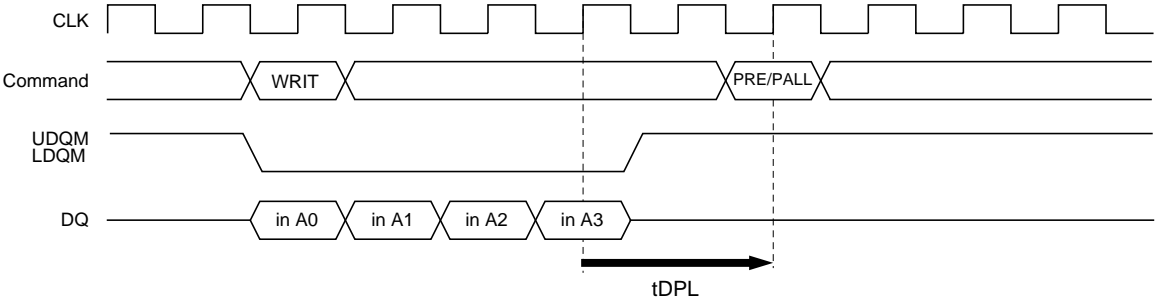 CLK
Command
WRIT
PRE/PALL
UDQM
LDQM
DQ
in A0
in A1
in A2
in A3
tDPL